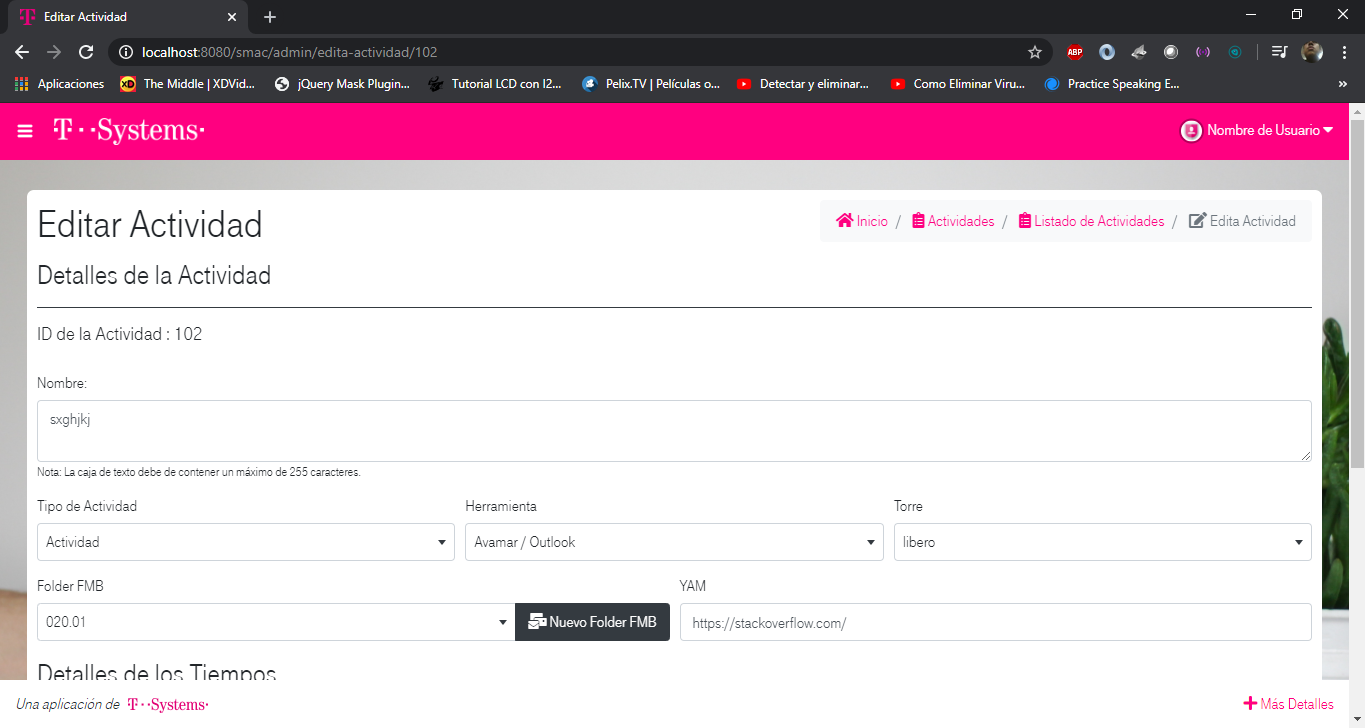 Editar Actividad
localhost:8080/smac/admin/edita-actividad/102
ABP
Aplicaciones
XD
The Middle | XDVid...
jQuery Mask Plugin...
Tutorial LCD con I2...
Pelix.TV | Películas o...
Detectar y eliminar...
Como Eliminar Viru...
Practice Speaking E...
»
T··Systems·
Nombre de Usuario
Editar Actividad
Inicio / Actividades / Listado de Actividades / Edita Actividad
Detalles de la Actividad
ID de la Actividad : 102
Nombre:
sxghjkj
Nota: La caja de texto debe de contener un máximo de 255 caracteres.
Tipo de Actividad
Herramienta
Torre
Actividad
Avamar / Outlook
libero
Folder FMB
YAM
020.01
Nuevo Folder FMB
https://stackoverflow.com/
Detalles de los Tiempos
Una aplicación de T··Systems·
Más Detalles